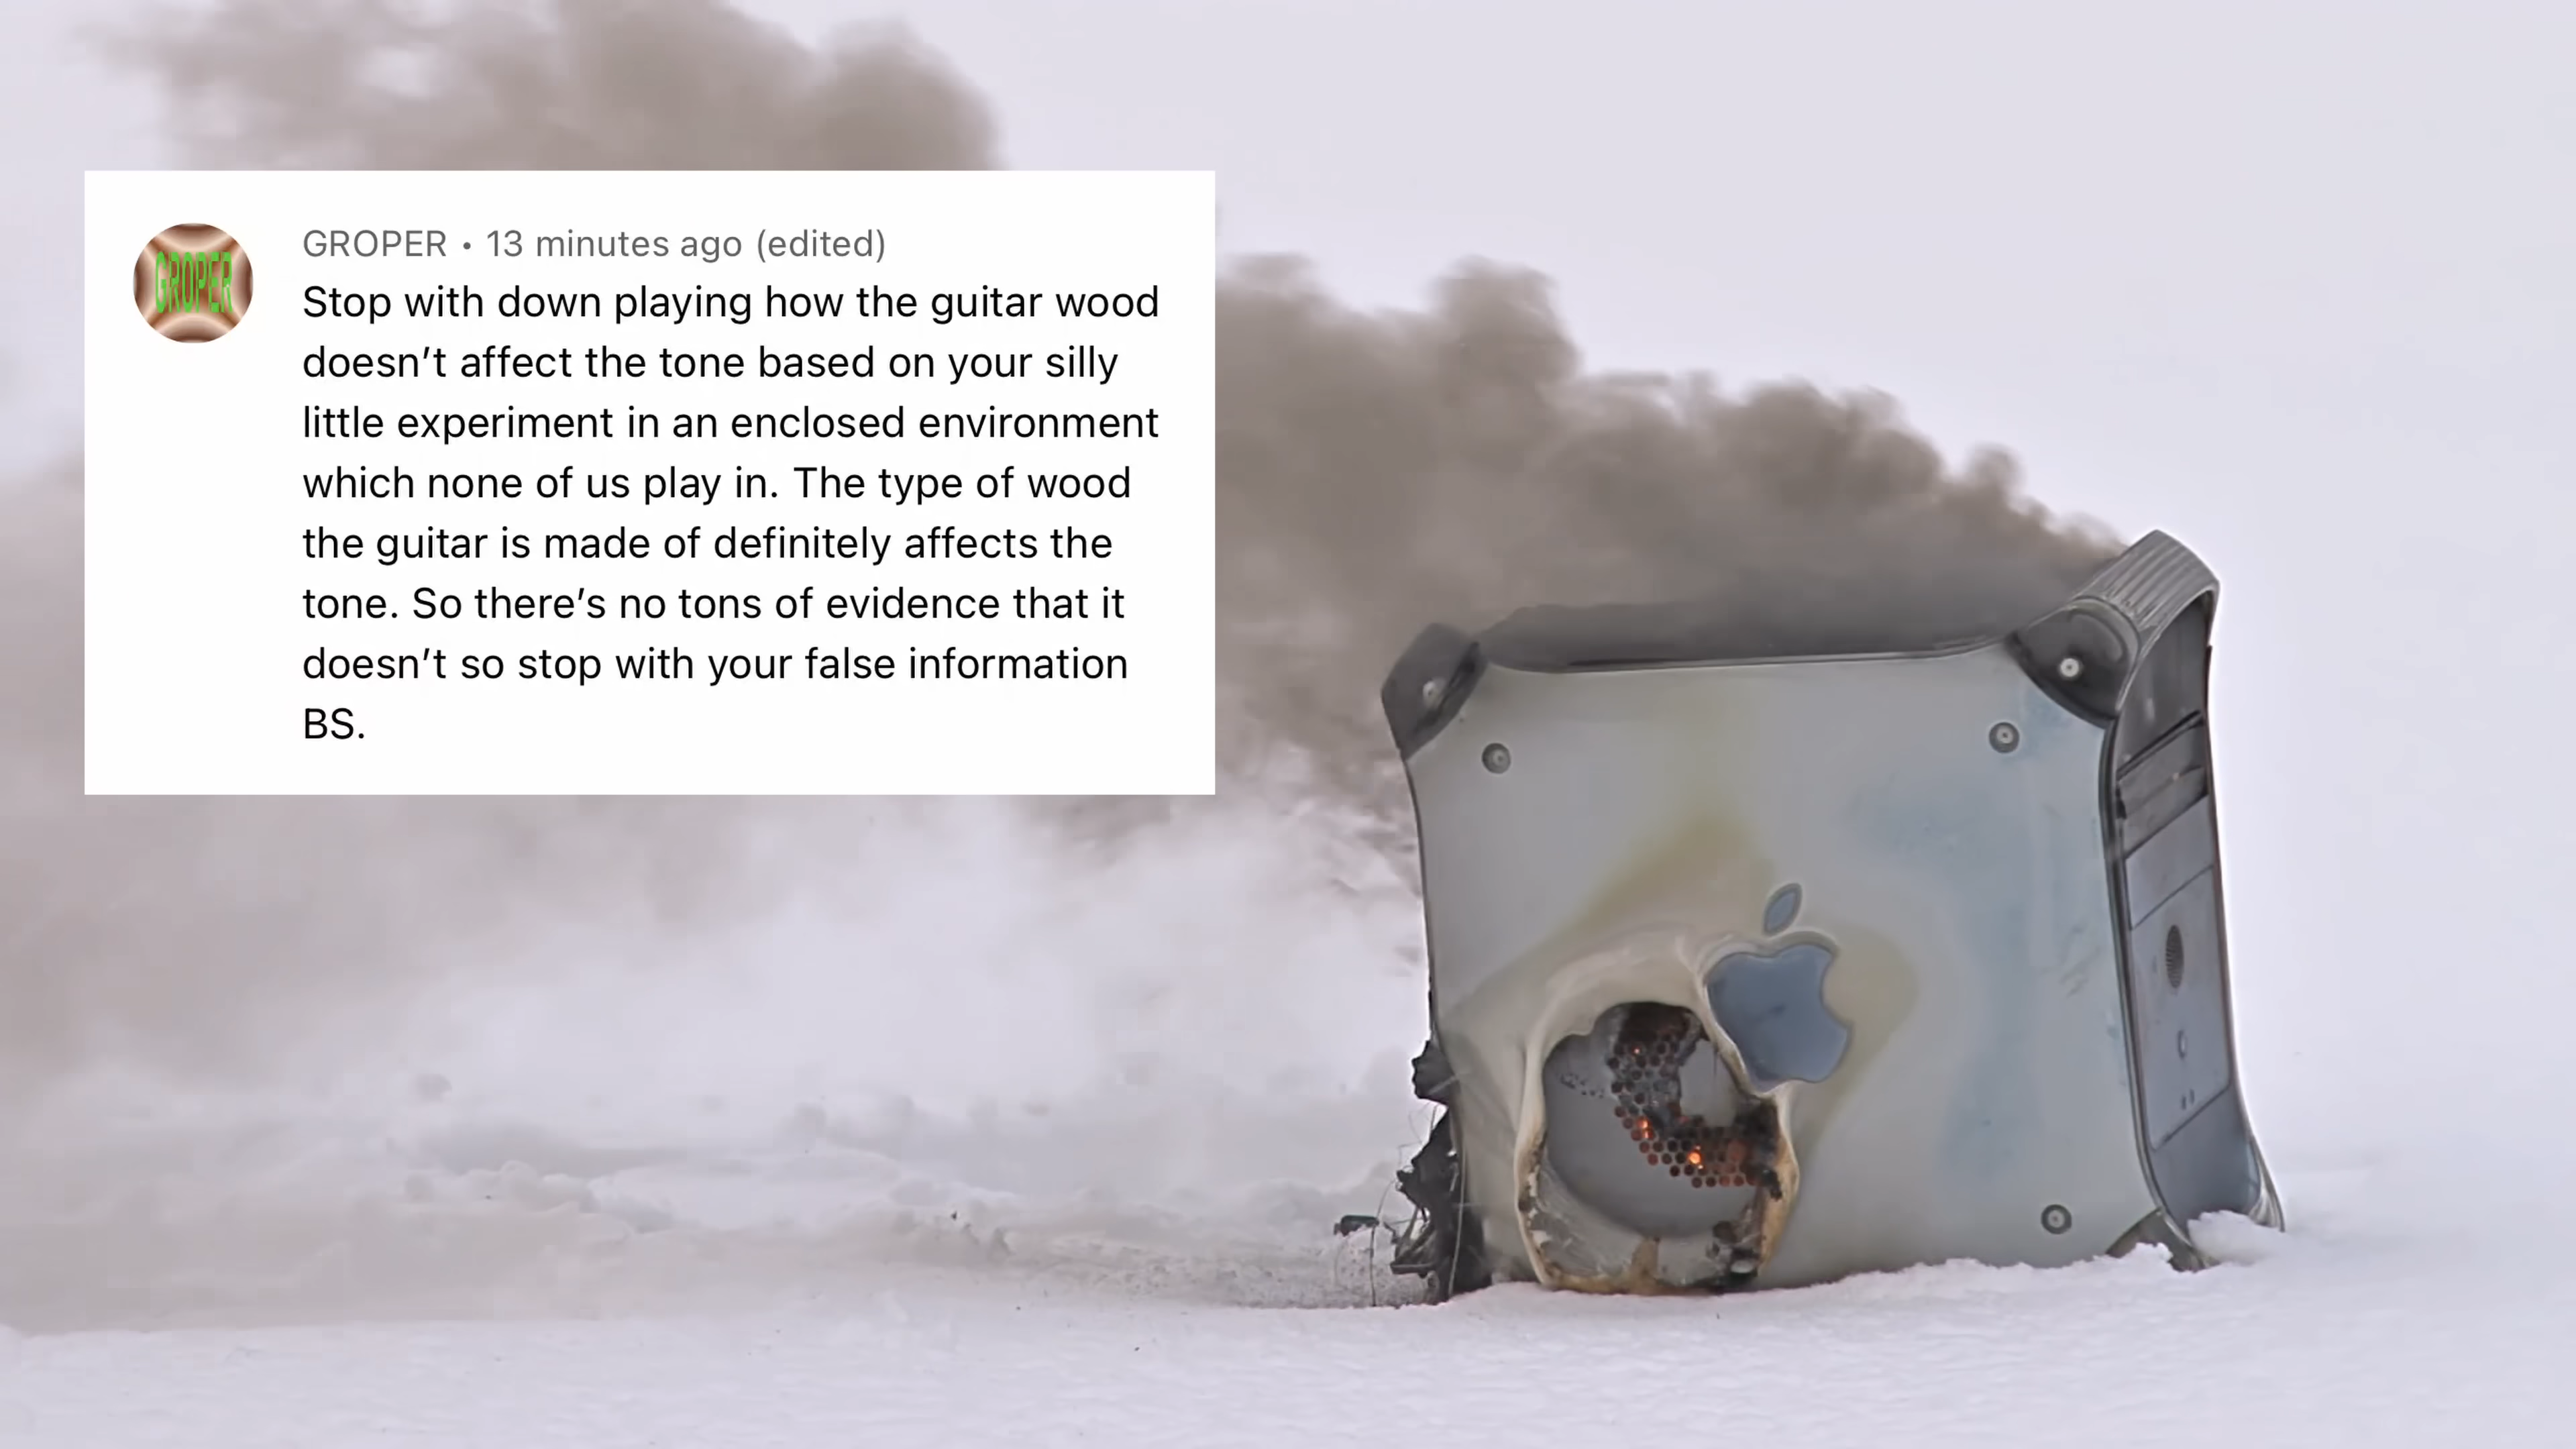 GROPER
GROPER • 13 minutes ago (edited)
Stop with down playing how the guitar wood
doesn’t affect the tone based on your silly
little experiment in an enclosed environment
which none of us play in. The type of wood
the guitar is made of definitely affects the
tone. So there’s no tons of evidence that it
doesn’t so stop with your false information
BS.